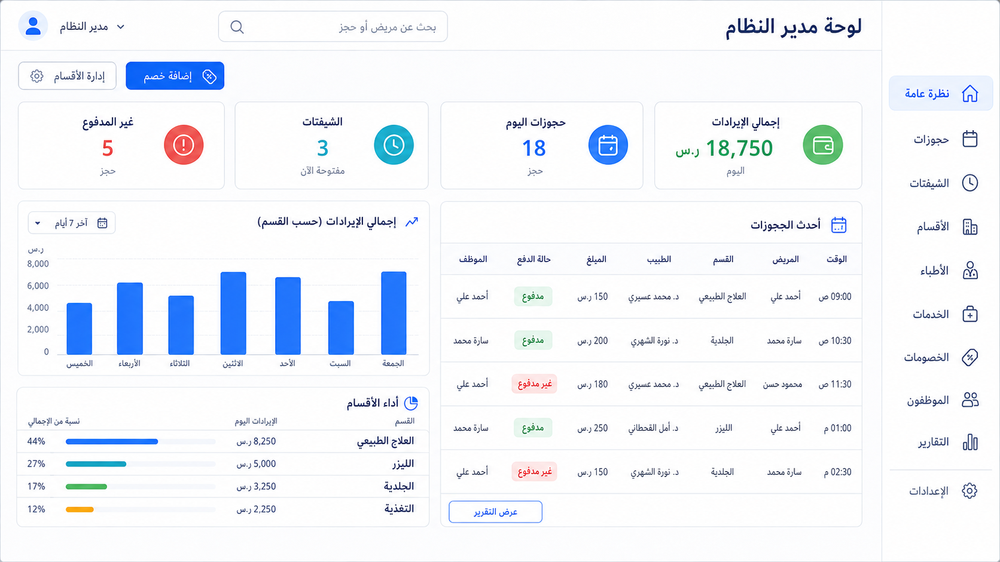 لوحة مدير النظام
بحث عن مريض أو حجز
مدير النظام
نظرة عامة
حجوزات
الشيفتات
الأقسام
الأطباء
الخدمات
الخصومات
الموظفون
التقارير
الإعدادات
إضافة خصم
إدارة الأقسام
إجمالي الإيرادات
18,750 ر.س
اليوم
حجوزات اليوم
18
حجز
الشيفتات
3
مفتوحة الآن
غير المدفوع
5
حجز
أحدث الحجوزات
الوقت المريض القسم الطبيب المبلغ حالة الدفع الموظف
09:00 ص أحمد علي العلاج الطبيعي د. محمد عسيري 150 ر.س مدفوع أحمد علي
10:30 ص سارة محمد الجلدية د. نورة الشهري 200 ر.س مدفوع سارة محمد
11:30 ص محمود حسن العلاج الطبيعي د. محمد عسيري 180 ر.س غير مدفوع أحمد علي
01:00 م أحمد علي الليزر د. أمل القحطاني 250 ر.س مدفوع سارة محمد
02:30 م سارة محمد الجلدية د. نورة الشهري 150 ر.س غير مدفوع أحمد علي
عرض التقرير
إجمالي الإيرادات (حسب القسم)
آخر 7 أيام
ر.س
8,000
6,000
4,000
2,000
0
الجمعة السبت الأحد الاثنين الثلاثاء الأربعاء الخميس
أداء الأقسام
القسم الإيرادات اليوم نسبة من الإجمالي
العلاج الطبيعي 8,250 ر.س 44%
الليزر 5,000 ر.س 27%
الجلدية 3,250 ر.س 17%
التغذية 2,250 ر.س 12%